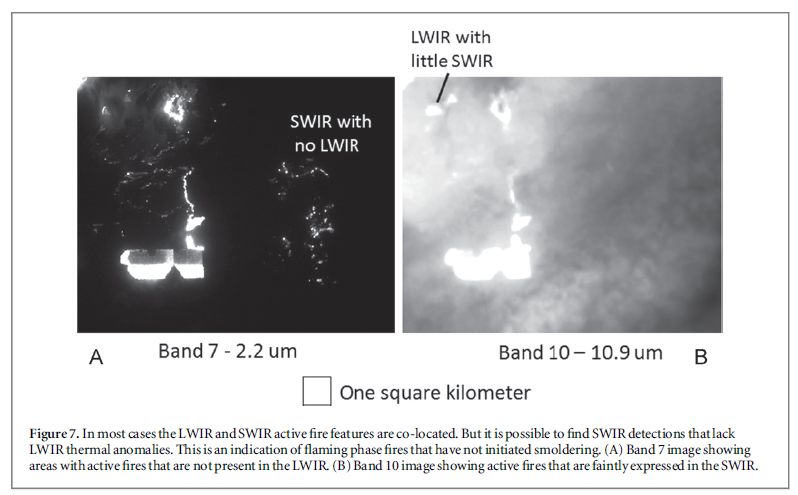 LWIR with
little SWIR
SWIR with
no LWIR
A
Band 7 - 2.2 um
Band 10 – 10.9 um
B
One square kilometer
Figure 7. In most cases the LWIR and SWIR active fire features are co-located. But it is possible to find SWIR detections that lack
LWIR thermal anomalies. This is an indication of flaming phase fires that have not initiated smoldering. (A) Band 7 image showing
areas with active fires that are not present in the LWIR. (B) Band 10 image showing active fires that are faintly expressed in the SWIR.